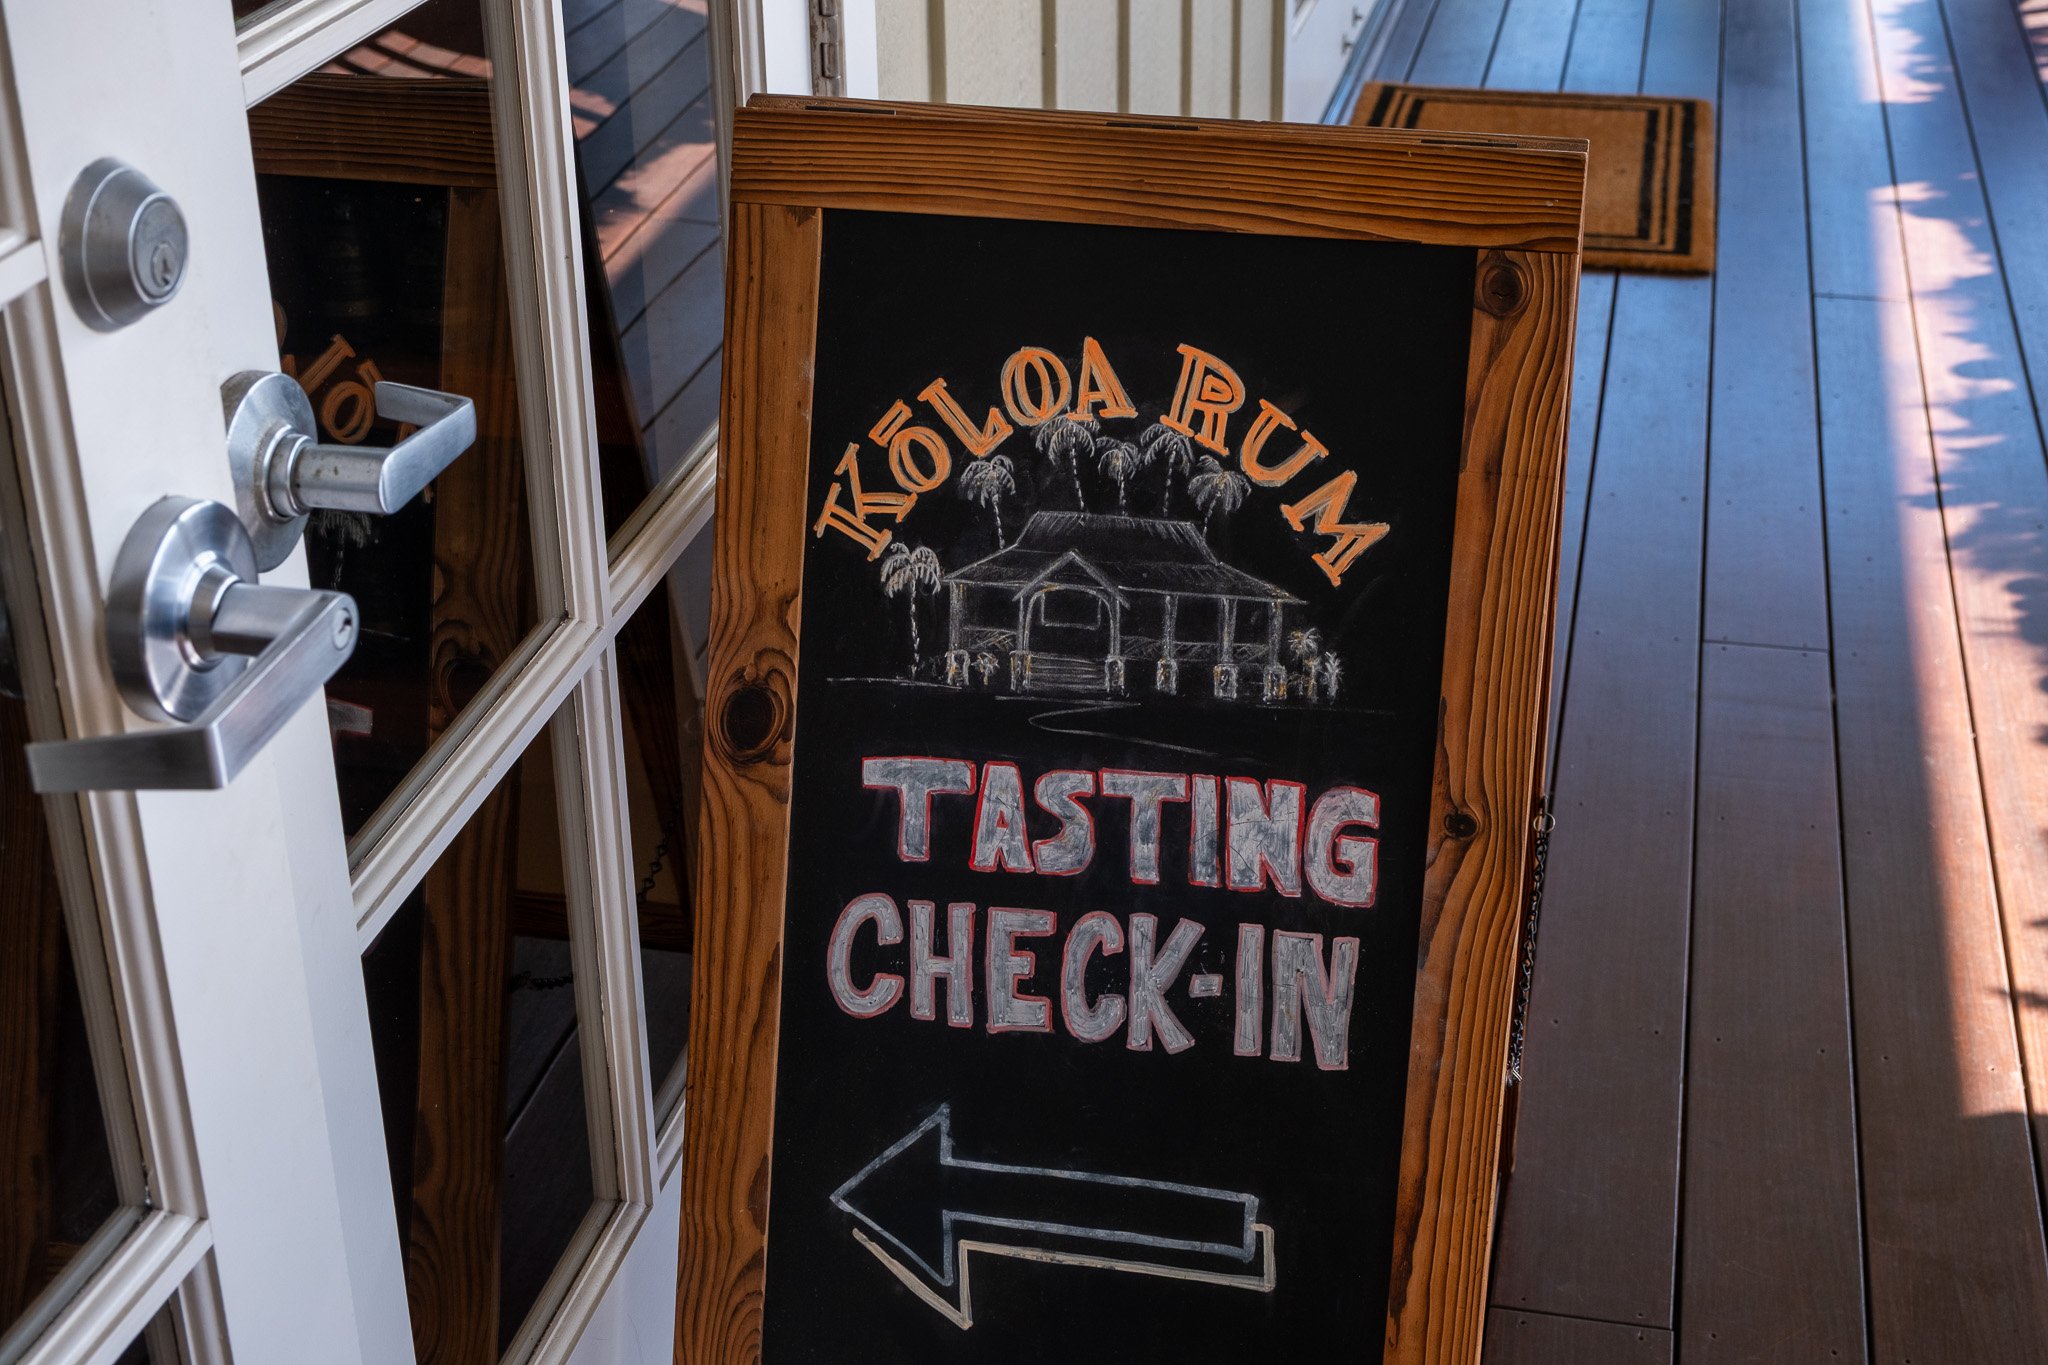 KŌLOA RUM
TASTING
CHECK-IN